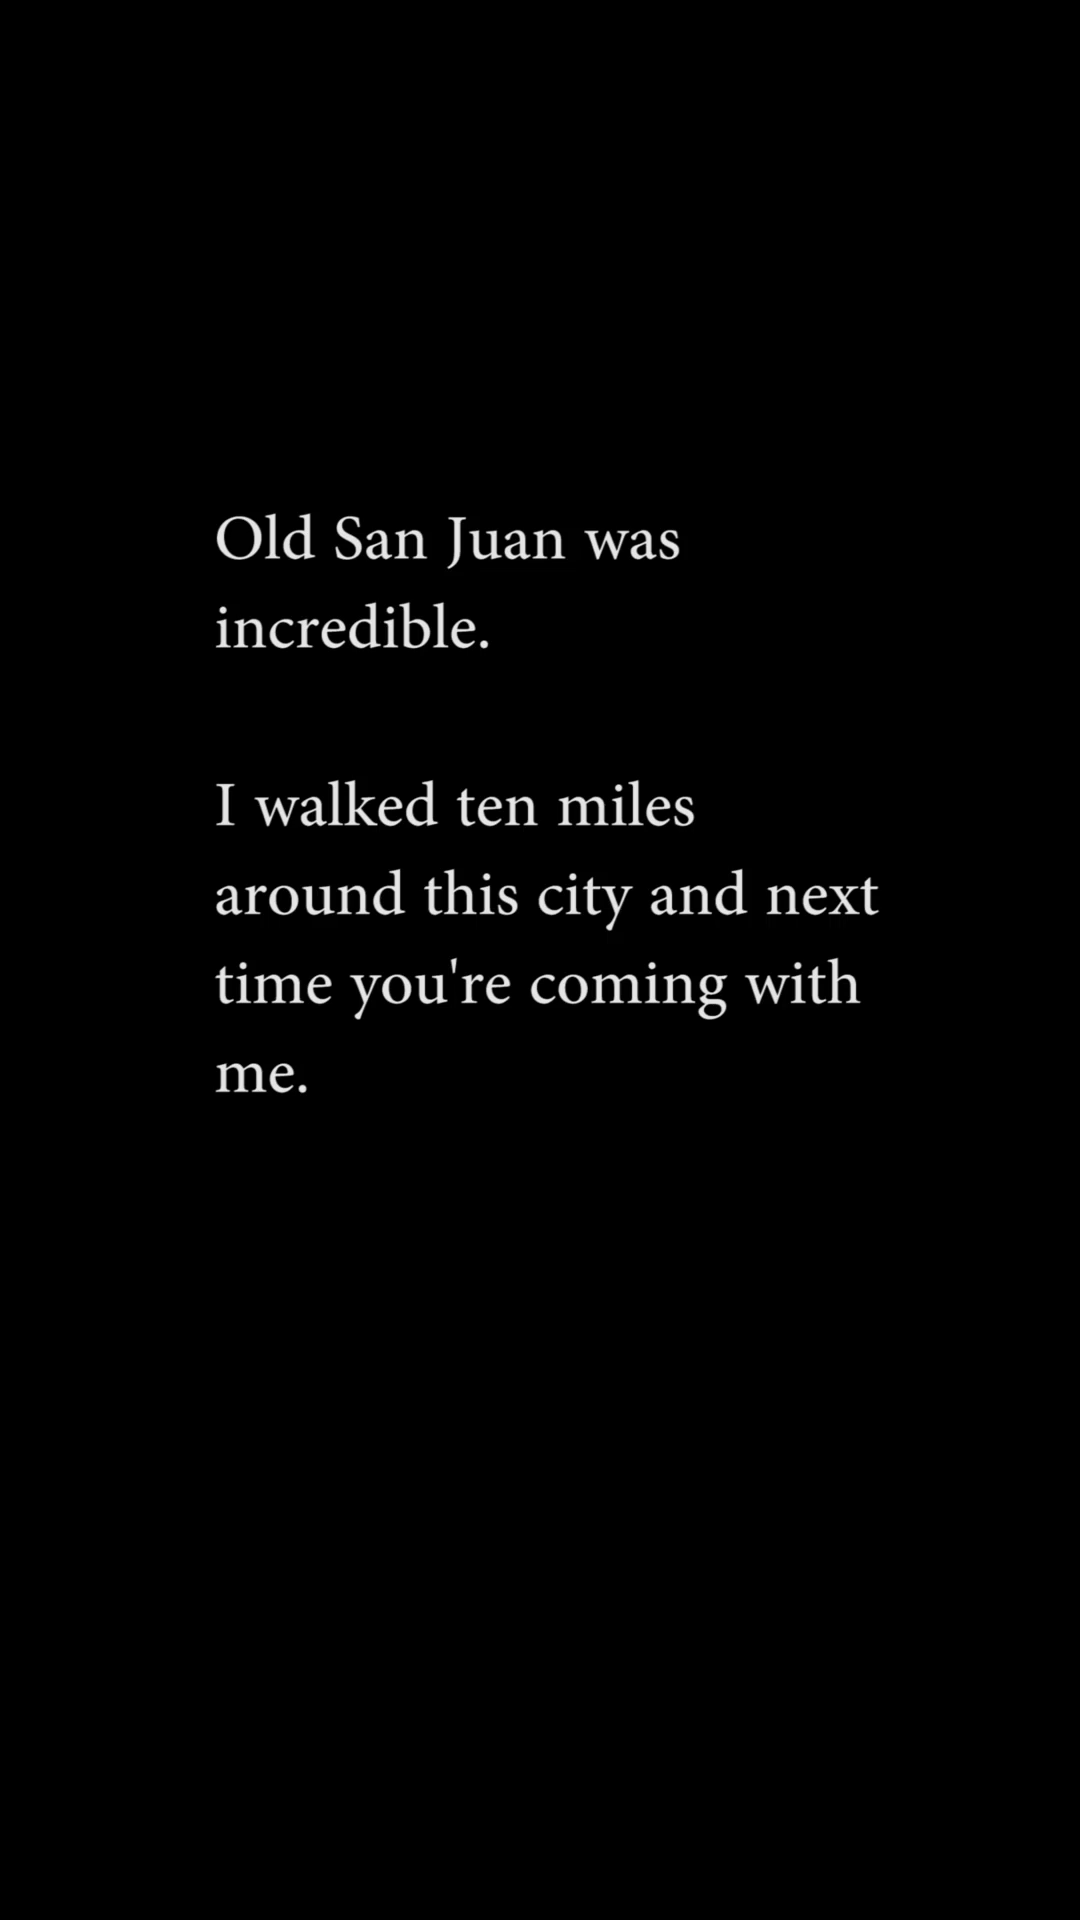 Old San Juan was
incredible.
I walked ten miles
around this city and next
time you're coming with
me.